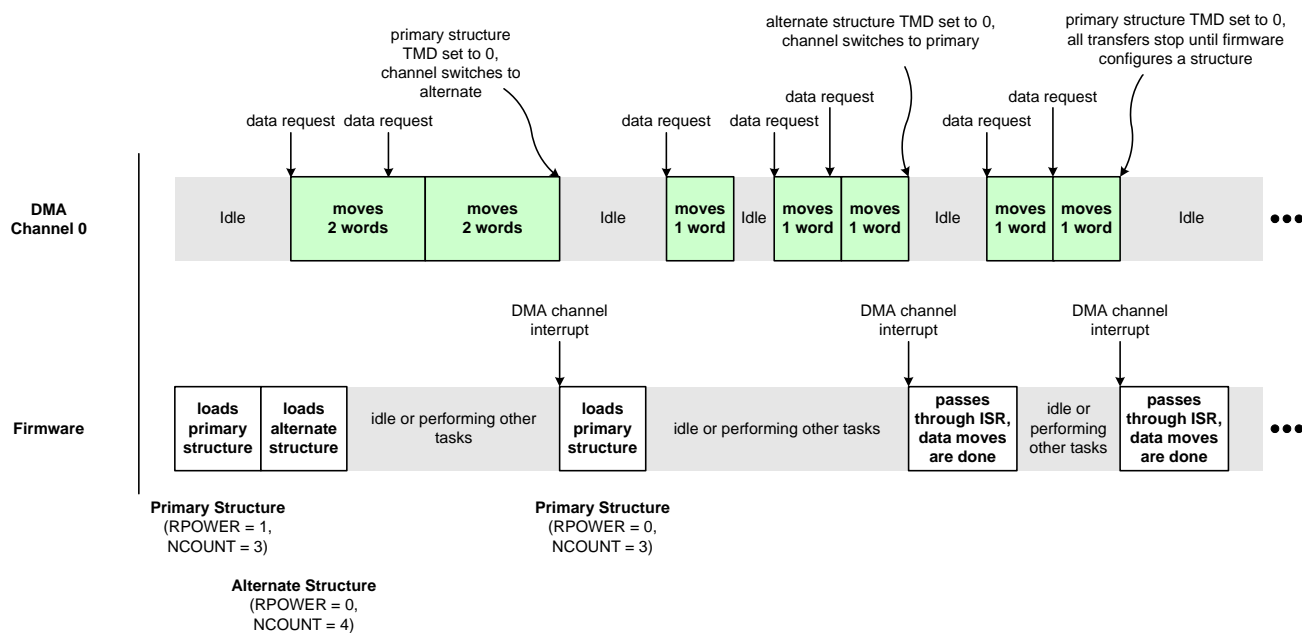 primary structure
TMD set to 0,
channel switches to
alternate
alternate structure TMD set to 0,
channel switches to primary
primary structure TMD set to 0,
all transfers stop until firmware
configures a structure
data request
data request
data request
data request
data request
data request
data request
DMA
Channel 0
Idle
moves
2 words
moves
2 words
Idle
moves
1 word
Idle
moves
1 word
moves
1 word
Idle
moves
1 word
moves
1 word
Idle
DMA channel
interrupt
DMA channel
interrupt
DMA channel
interrupt
Firmware
loads
primary
structure
loads
alternate
structure
idle or performing other
tasks
loads
primary
structure
idle or performing other tasks
passes
through ISR,
data moves
are done
idle or
performing
other tasks
passes
through ISR,
data moves
are done
Primary Structure
(RPOWER = 1,
NCOUNT = 3)
Primary Structure
(RPOWER = 0,
NCOUNT = 3)
Alternate Structure
(RPOWER = 0,
NCOUNT = 4)